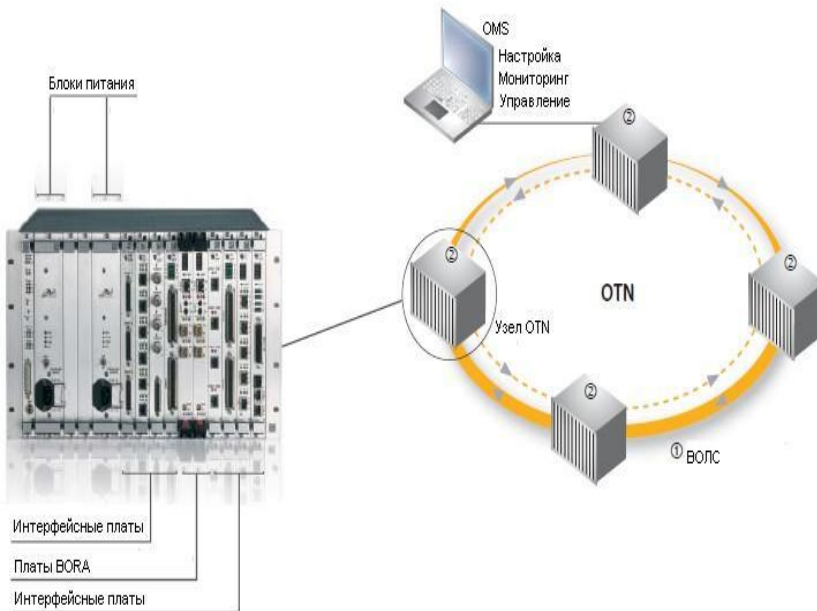 Блоки питания
OMS
Настройка
Мониторинг
Управление
②
②
②
OTN
Узел OTN
②
① ВОЛС
Интерфейсные платы
Платы BORA
Интерфейсные платы